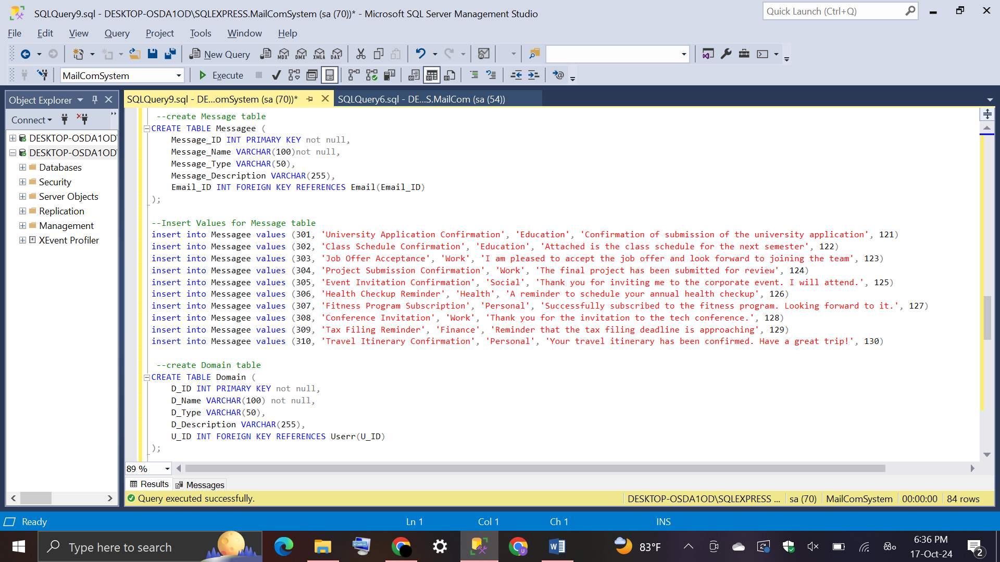 SQLQuery9.sql - DESKTOP-OSDA1OD\SQLEXPRESS.MailComSystem (sa (70))* - Microsoft SQL Server Management Studio
Quick Launch (Ctrl+Q)
File Edit View Query Project Tools Window Help
New Query MDX DMX XMLA DAX
MailComSystem Execute
Object Explorer
SQLQuery9.sql - DE...omSystem (sa (70))* SQLQuery6.sql - DE...S.MailCom (sa (54))
Connect
DESKTOP-OSDA1OD\
DESKTOP-OSDA1OD\
Databases
Security
Server Objects
Replication
Management
XEvent Profiler
--create Message table
CREATE TABLE Messagee (
Message_ID INT PRIMARY KEY not null,
Message_Name VARCHAR(100)not null,
Message_Type VARCHAR(50),
Message_Description VARCHAR(255),
Email_ID INT FOREIGN KEY REFERENCES Email(Email_ID)
);
--Insert Values for Message table
insert into Messagee values (301, 'University Application Confirmation', 'Education', 'Confirmation of submission of the university application', 121)
insert into Messagee values (302, 'Class Schedule Confirmation', 'Education', 'Attached is the class schedule for the next semester', 122)
insert into Messagee values (303, 'Job Offer Acceptance', 'Work', 'I am pleased to accept the job offer and look forward to joining the team', 123)
insert into Messagee values (304, 'Project Submission Confirmation', 'Work', 'The final project has been submitted for review', 124)
insert into Messagee values (305, 'Event Invitation Confirmation', 'Social', 'Thank you for inviting me to the corporate event. I will attend.', 125)
insert into Messagee values (306, 'Health Checkup Reminder', 'Health', 'A reminder to schedule your annual health checkup', 126)
insert into Messagee values (307, 'Fitness Program Subscription', 'Personal', 'Successfully subscribed to the fitness program. Looking forward to it.', 127)
insert into Messagee values (308, 'Conference Invitation', 'Work', 'Thank you for the invitation to the tech conference.', 128)
insert into Messagee values (309, 'Tax Filing Reminder', 'Finance', 'Reminder that the tax filing deadline is approaching', 129)
insert into Messagee values (310, 'Travel Itinerary Confirmation', 'Personal', 'Your travel itinerary has been confirmed. Have a great trip!', 130)
--create Domain table
CREATE TABLE Domain (
D_ID INT PRIMARY KEY not null,
D_Name VARCHAR(100) not null,
D_Type VARCHAR(50),
D_Description VARCHAR(255),
U_ID INT FOREIGN KEY REFERENCES Userr(U_ID)
);
89 %
Results Messages
Query executed successfully. DESKTOP-OSDA1OD\SQLEXPRESS ... sa (70) MailComSystem 00:00:00 84 rows
Ready Ln 1 Col 1 Ch 1 INS
Type here to search
83°F
6:36 PM
17-Oct-24
2